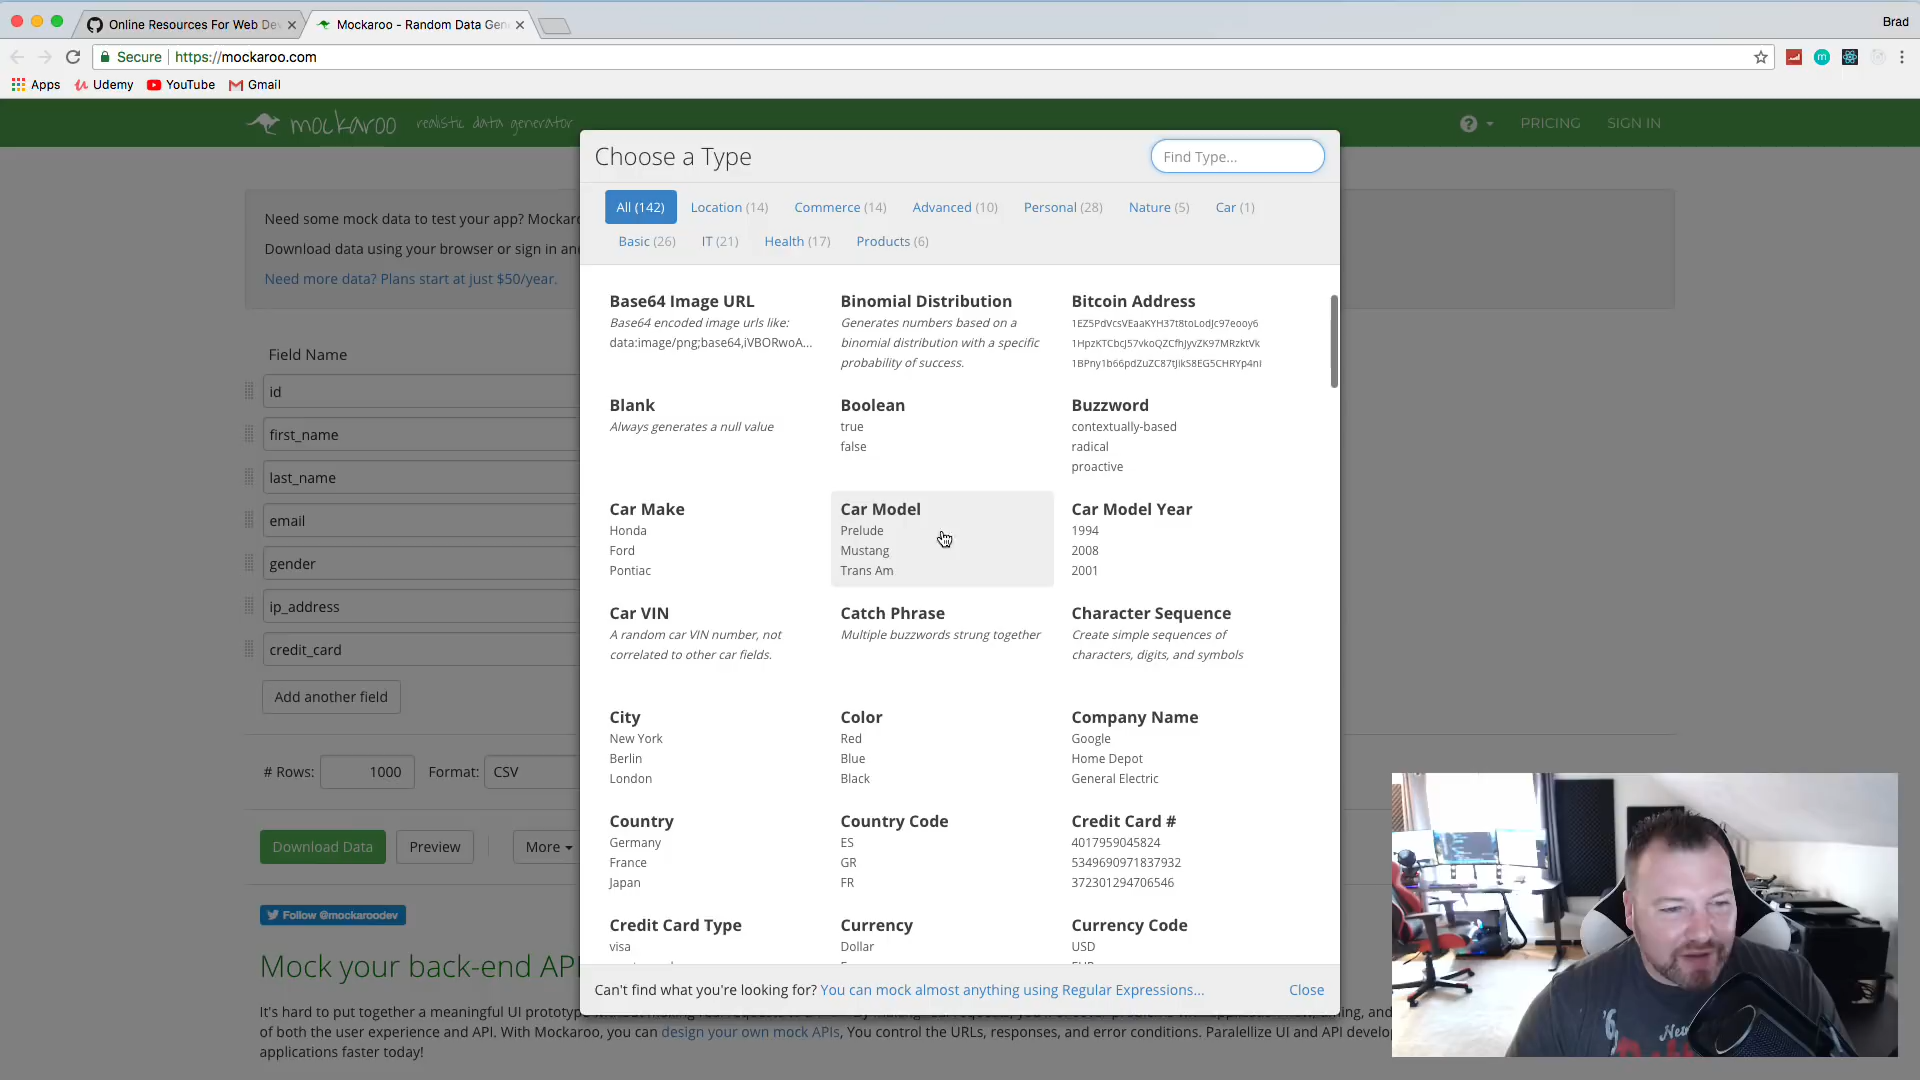 Online Resources For Web De
Mockaroo - Random Data Gen
Brad
Secure
https://mockaroo.com
Apps
Udemy
YouTube
Gmail
mockaroo
realistic data generator
PRICING
SIGN IN
Need some mock data to test your app? Mockaroo
Download data using your browser or sign in and
Need more data? Plans start at just $50/year.
Field Name
id
first_name
last_name
email
gender
ip_address
credit_card
Add another field
# Rows:
1000
Format:
CSV
Download Data
Preview
More
Follow @mockaroodev
Mock your back-end API
It's hard to put together a meaningful UI prototype
of both the user experience and API. With Mockaroo, you can design your own mock APIs, You control the URLs, responses, and error conditions. Paralellize UI and API develo
applications faster today!
Choose a Type
Find Type...
All (142)
Location (14)
Commerce (14)
Advanced (10)
Personal (28)
Nature (5)
Car (1)
Basic (26)
IT (21)
Health (17)
Products (6)
Base64 Image URL
Base64 encoded image urls like:
data:image/png;base64,iVBORwoA...
Binomial Distribution
Generates numbers based on a
binomial distribution with a specific
probability of success.
Bitcoin Address
1EZ5PdVcsVEaaKYH37t8toLodJc97eooy6
1HpzKTCbcJ57vkoQZCfhJyvZK97MRzktVk
1BPny1b66pdZuZC87tJikS8EG5CHRYp4nI
Blank
Always generates a null value
Boolean
true
false
Buzzword
contextually-based
radical
proactive
Car Make
Honda
Ford
Pontiac
Car Model
Prelude
Mustang
Trans Am
Car Model Year
1994
2008
2001
Car VIN
A random car VIN number, not
correlated to other car fields.
Catch Phrase
Multiple buzzwords strung together
Character Sequence
Create simple sequences of
characters, digits, and symbols
City
New York
Berlin
London
Color
Red
Blue
Black
Company Name
Google
Home Depot
General Electric
Country
Germany
France
Japan
Country Code
ES
GR
FR
Credit Card #
4017959045824
5349690971837932
372301294706546
Credit Card Type
visa
Currency
Dollar
Currency Code
USD
Can't find what you're looking for? You can mock almost anything using Regular Expressions...
Close